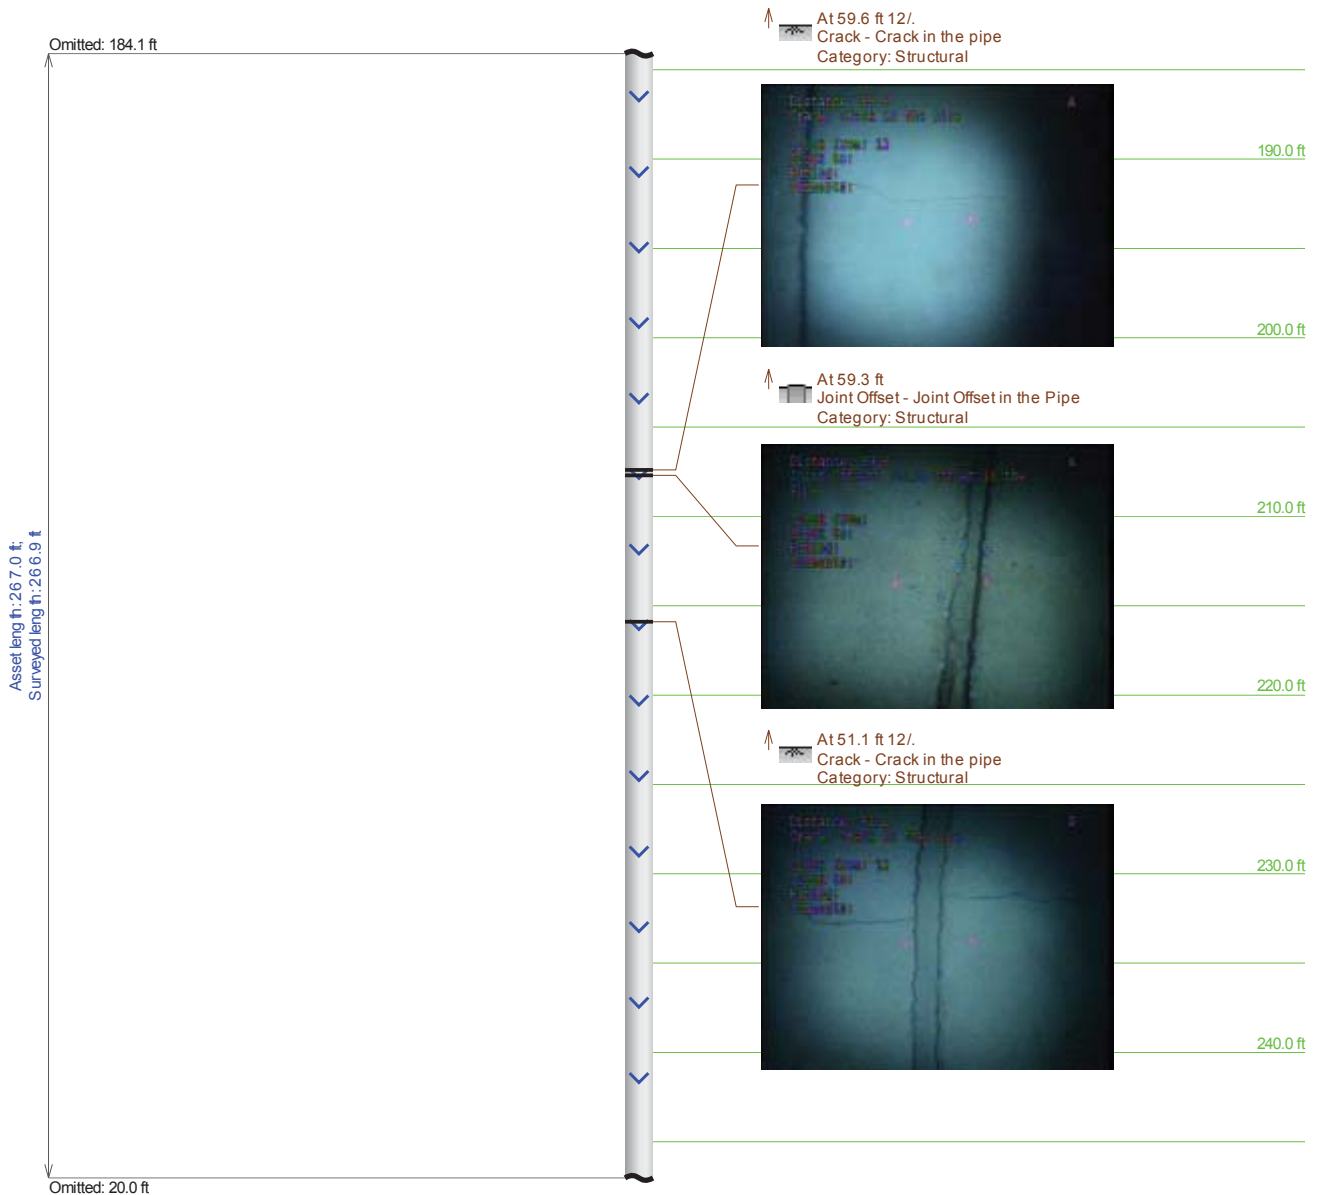 At 59.6 ft 12/.
Crack - Crack in the pipe
Category: Structural
Omitted: 184.1 ft
190.0 ft
200.0 ft
At 59.3 ft
Joint Offset - Joint Offset in the Pipe
Category: Structural
210.0 ft
Asset length: 267.0 ft;
Surveyed length: 266.9 ft
220.0 ft
At 51.1 ft 12/.
Crack - Crack in the pipe
Category: Structural
230.0 ft
240.0 ft
Omitted: 20.0 ft